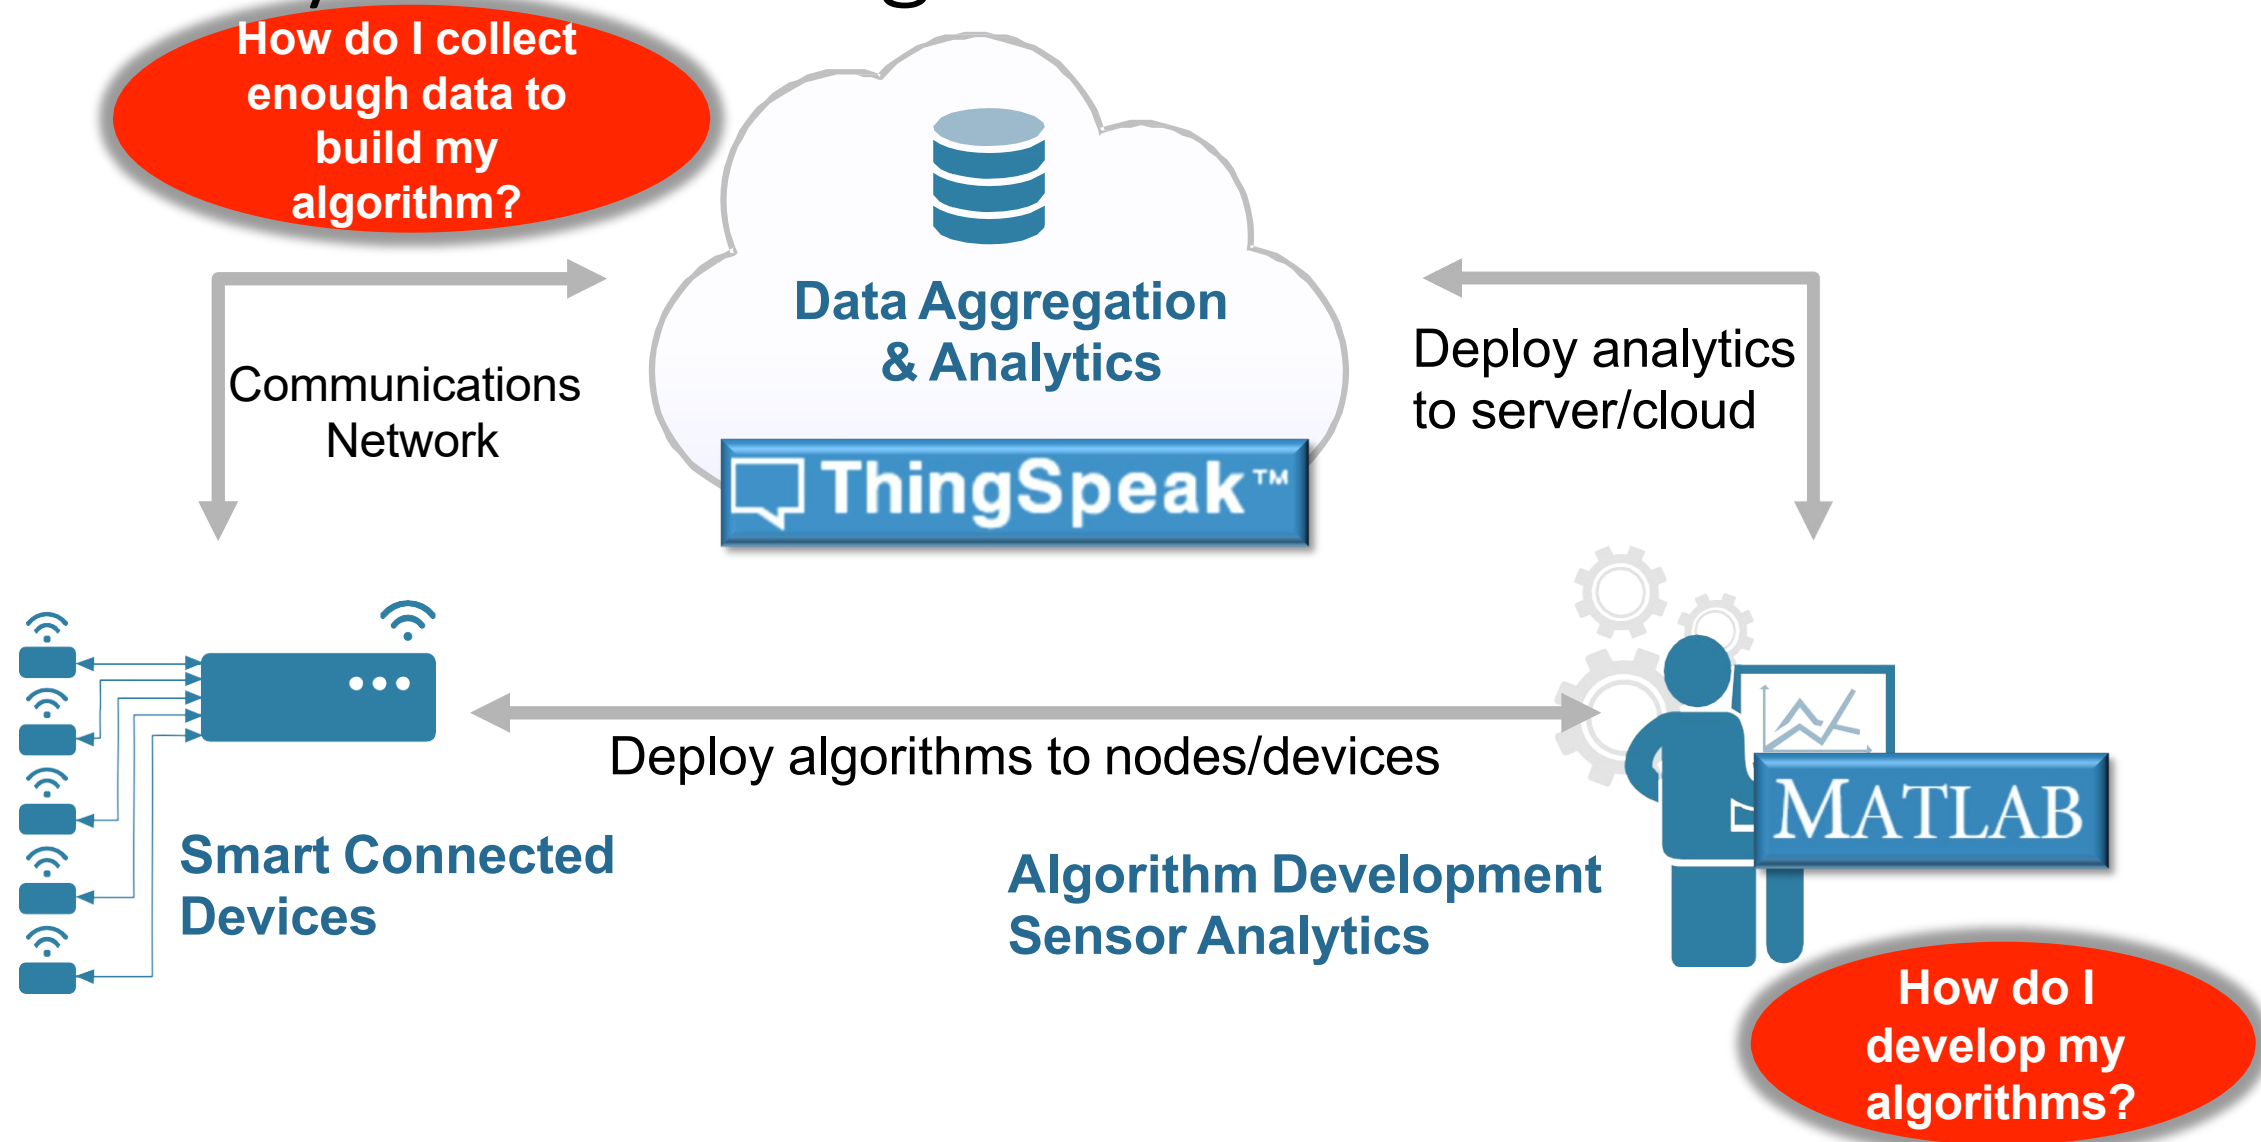 How do I collect
enough data to
build my
algorithm?
Data Aggregation
& Analytics
ThingSpeak™
Communications
Network
Deploy analytics
to server/cloud
Deploy algorithms to nodes/devices
Smart Connected
Devices
Algorithm Development
Sensor Analytics
MATLAB
How do I
develop my
algorithms?